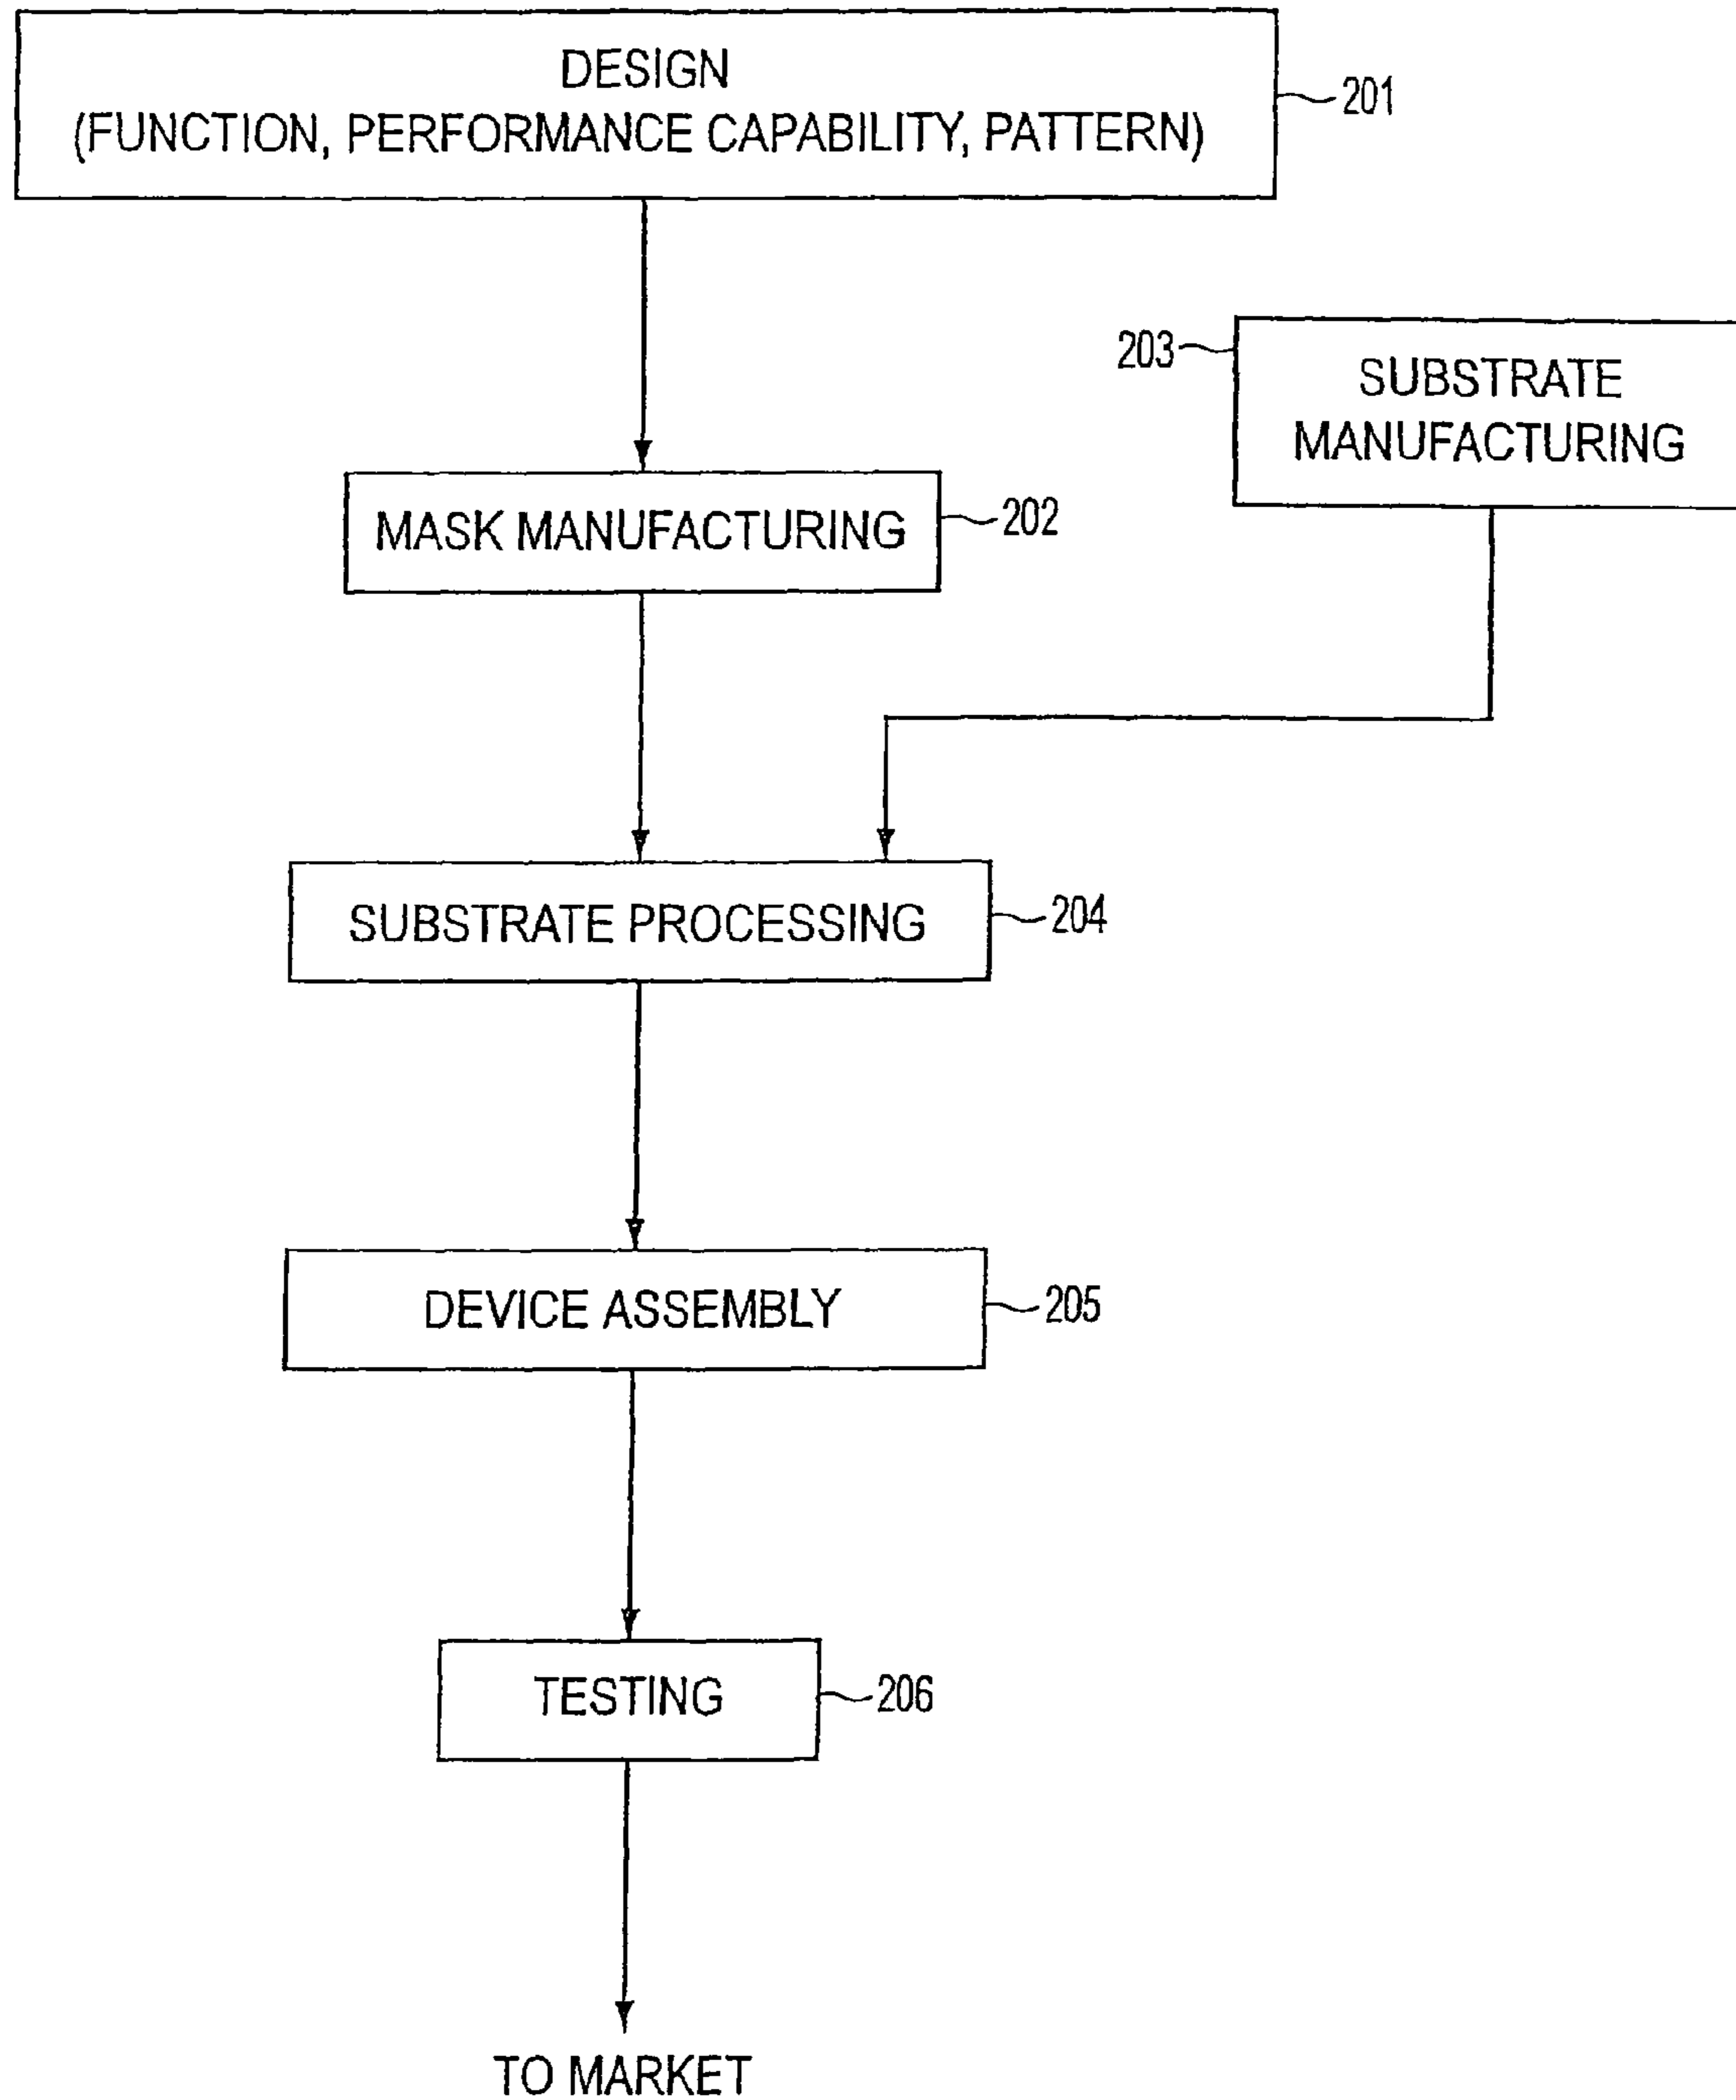 DESIGN
(FUNCTION, PERFORMANCE CAPABILITY, PATTERN)
201
203
SUBSTRATE
MANUFACTURING
MASK MANUFACTURING
202
SUBSTRATE PROCESSING
204
DEVICE ASSEMBLY
205
TESTING
206
TO MARKET